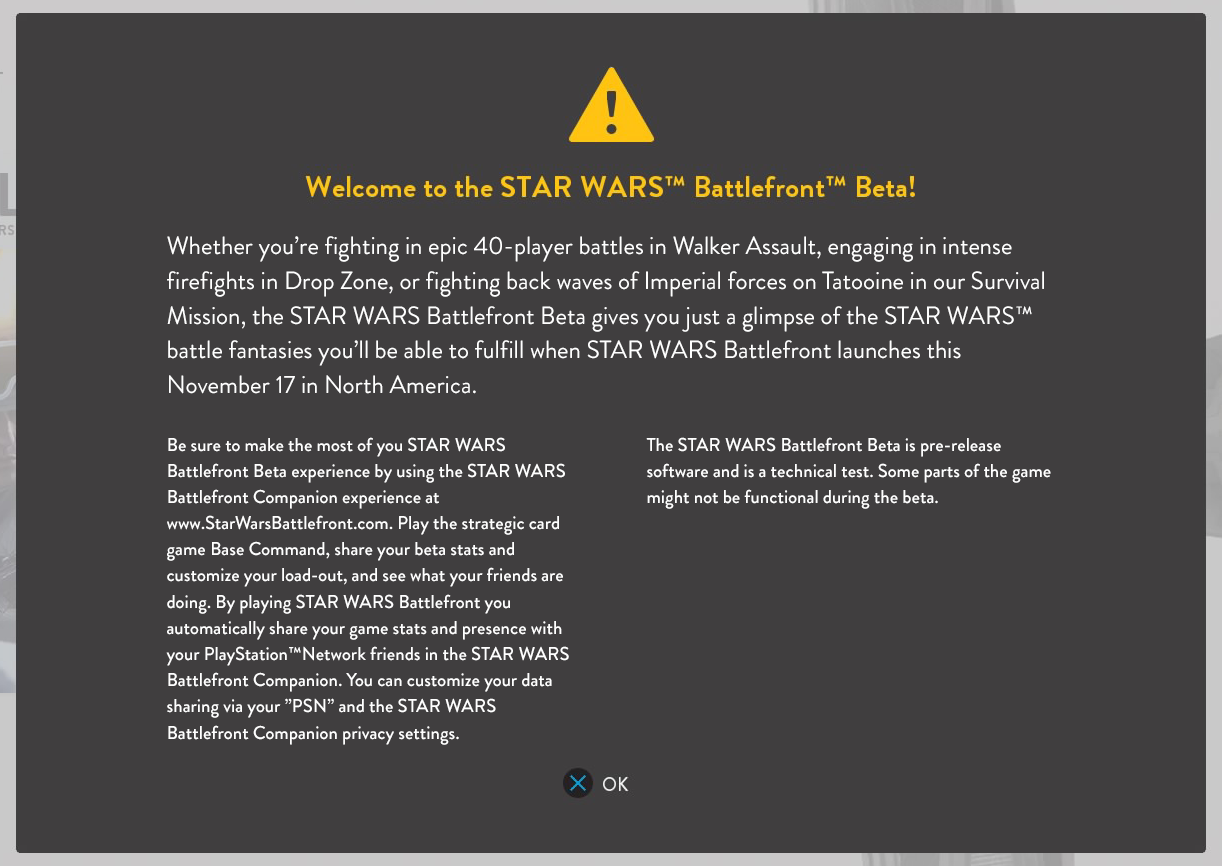 Welcome to the STAR WARS™ Battlefront™ Beta!
Whether you're fighting in epic 40-player battles in Walker Assault, engaging in intense
firefights in Drop Zone, or fighting back waves of Imperial forces on Tatooine in our Survival
Mission, the STAR WARS Battlefront Beta gives you just a glimpse of the STAR WARS™
battle fantasies you'll be able to fulfill when STAR WARS Battlefront launches this
November 17 in North America.
Be sure to make the most of you STAR WARS
Battlefront Beta experience by using the STAR WARS
Battlefront Companion experience at
www.StarWarsBattlefront.com. Play the strategic card
game Base Command, share your beta stats and
customize your load-out, and see what your friends are
doing. By playing STAR WARS Battlefront you
automatically share your game stats and presence with
your PlayStation™Network friends in the STAR WARS
Battlefront Companion. You can customize your data
sharing via your ”PSN” and the STAR WARS
Battlefront Companion privacy settings.
The STAR WARS Battlefront Beta is pre-release
software and is a technical test. Some parts of the game
might not be functional during the beta.
OK